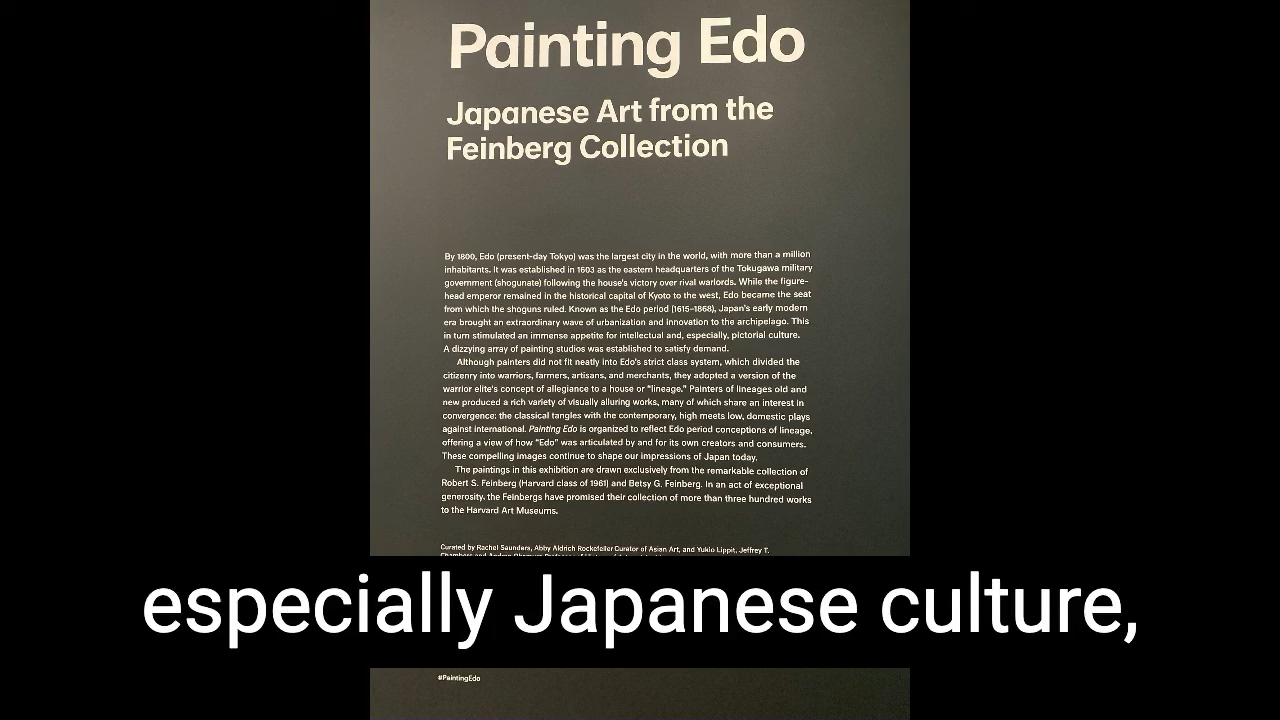 Painting Edo
Japanese Art from the
Feinberg Collection
By 1800, Edo (present-day Tokyo) was the largest city in the world, with more than a million
inhabitants. It was established in 1603 as the eastern headquarters of the Tokugawa military
government (shogunate) following the house's victory over rival warlords. While the figure-
head emperor remained in the historical capital of Kyoto to the west, Edo became the seat
from which the shoguns ruled. Known as the Edo period (1615–1868), Japan's early modern
era brought an extraordinary wave of urbanization and innovation to the archipelago. This
in turn stimulated an immense appetite for intellectual and, especially, pictorial culture.
A dizzying array of painting studios was established to satisfy demand.
Although painters did not fit neatly into Edo's strict class system, which divided the
citizenry into warriors, farmers, artisans, and merchants, they adopted a version of the
warrior elite's concept of allegiance to a house or "lineage." Painters of lineages old and
new produced a rich variety of visually alluring works, many of which share an interest in
convergence: the classical tangles with the contemporary, high meets low, domestic plays
against international. Painting Edo is organized to reflect Edo period conceptions of lineage,
offering a view of how "Edo" was articulated by and for its own creators and consumers.
These compelling images continue to shape our impressions of Japan today.
The paintings in this exhibition are drawn exclusively from the remarkable collection of
Robert S. Feinberg (Harvard class of 1961) and Betsy G. Feinberg. In an act of exceptional
generosity, the Feinbergs have promised their collection of more than three hundred works
to the Harvard Art Museums.
Curated by Rachel Saunders, Abby Aldrich Rockefeller Curator of Asian Art, and Yukio Lippit, Jeffrey T.
especially Japanese culture,
#PaintingEdo